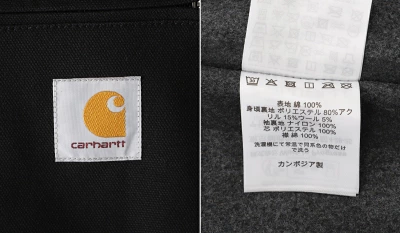 carhartt
表地 綿 100%
身頃裏地 ポリエステル 80%アク
リル 15%ウール 5%
袖裏地 ナイロン 100%
芯 ポリエステル 100%
襟 綿 100%
洗濯機にて常温で同系色の物だけ
で洗う
カンボジア製